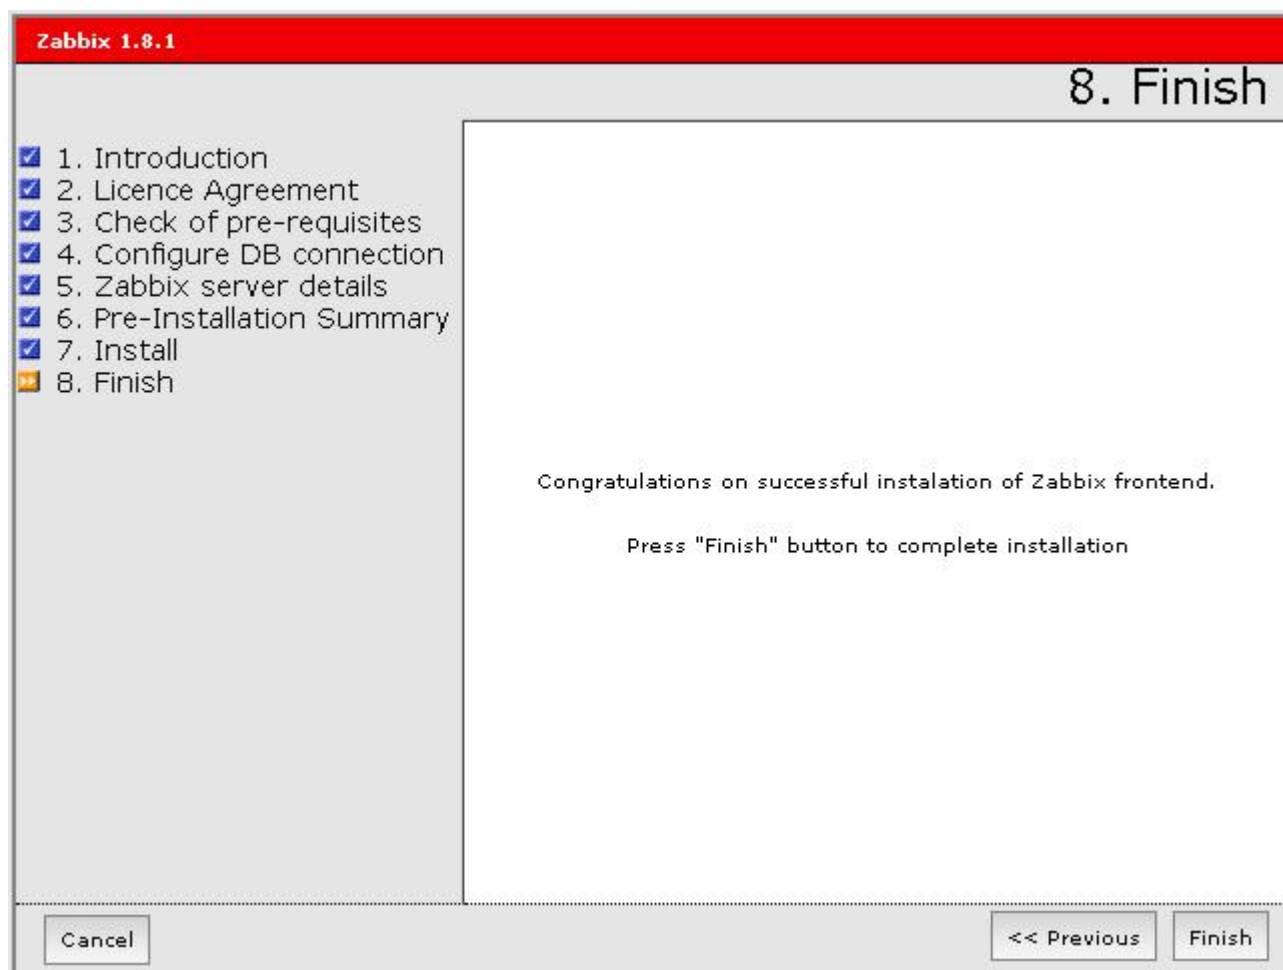 Zabbix 1.8.1
8. Finish
1. Introduction
2. Licence Agreement
3. Check of pre-requisites
4. Configure DB connection
5. Zabbix server details
6. Pre-Installation Summary
7. Install
8. Finish
Congratulations on successful instalation of Zabbix frontend.
Press "Finish" button to complete installation
Cancel
<< Previous
Finish